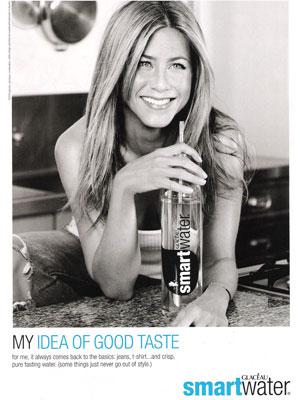 GLACÉAU
smartwater
MY IDEA OF GOOD TASTE
for me, it always comes back to the basics: jeans, t-shirt...and crisp,
pure tasting water. (some things just never go out of style.)
GLACÉAU
smartwater®